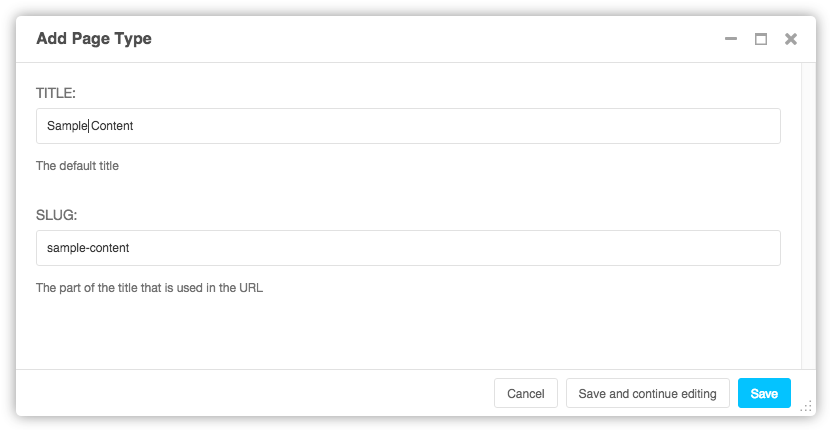 Add Page Type
TITLE:
Sample Content
The default title
SLUG:
sample-content
The part of the title that is used in the URL
Cancel
Save and continue editing
Save